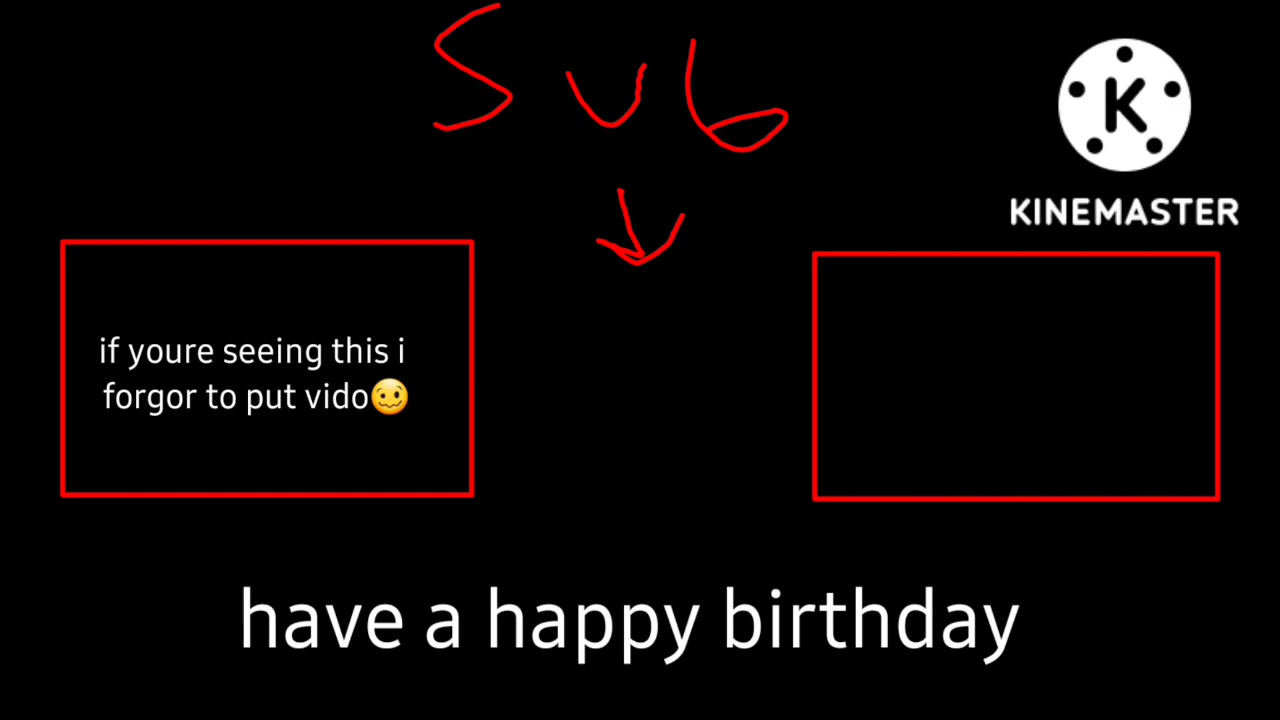 Sub
KINEMASTER
if youre seeing this i
forgor to put vido🥴
have a happy birthday